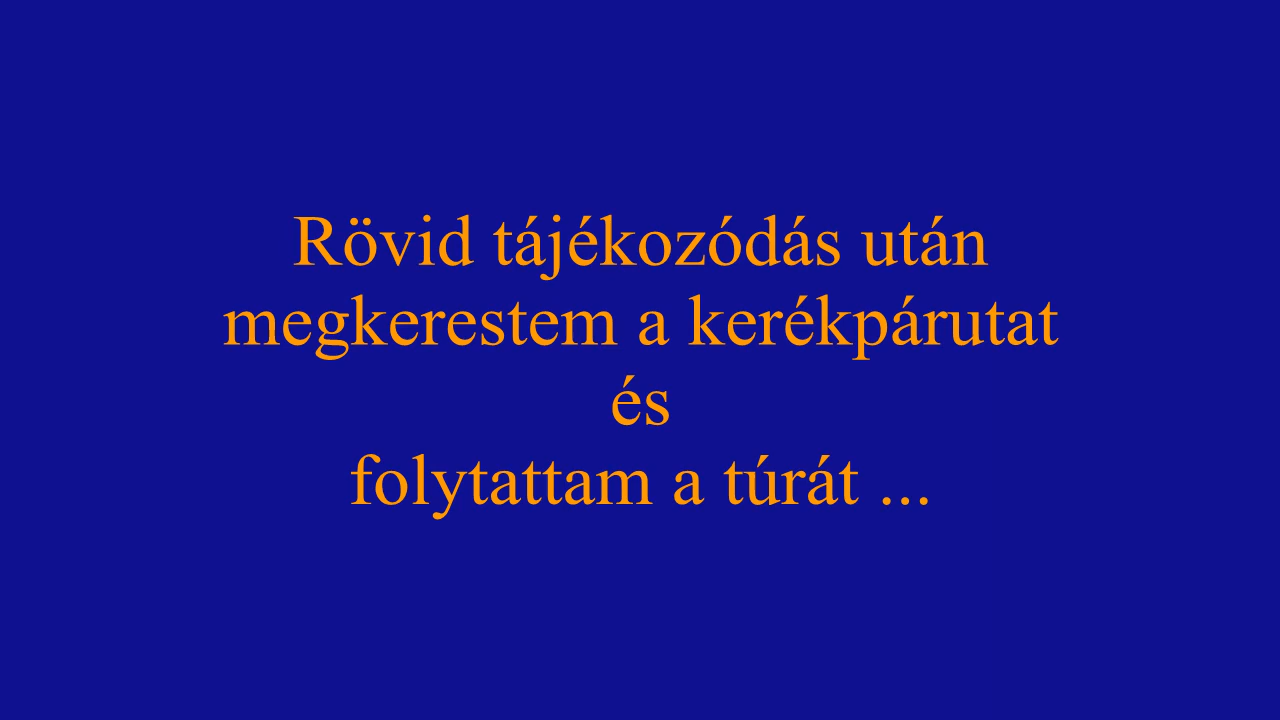 Rövid tájékozódás után
megkerestem a kerékpárutat
és
folytattam a túrát ...